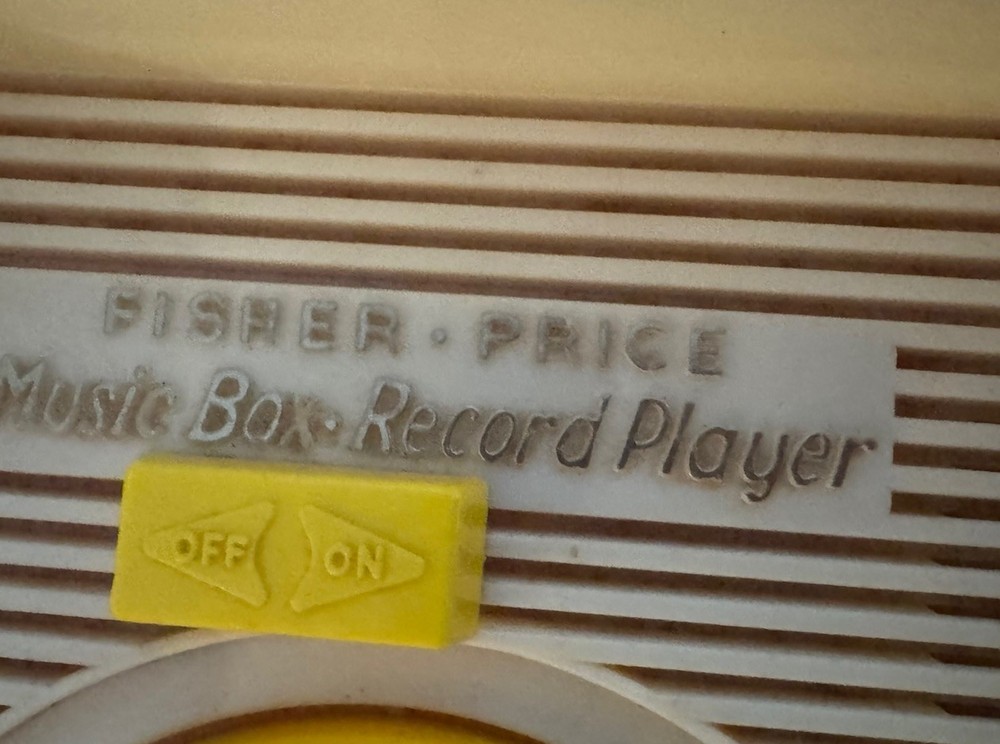 FISHER·PRICE
Music Box·Record Player
OFF ON